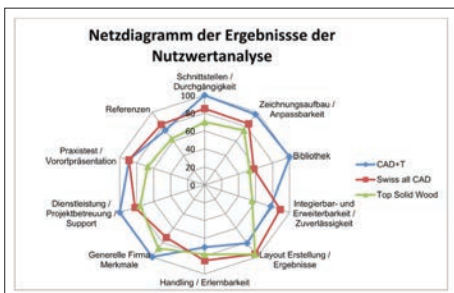 Netzdiagramm der Ergebnissse der
Nutzwertanalyse
Schnittstellen /
Durchgängigkeit
Zeichnungsaufbau /
Anpassbarkeit
Bibliothek
Integrierbar- und
Erweiterbarkeit /
Zuverlässigkeit
Layout Erstellung /
Ergebnisse
Handling / Erlernbarkeit
Generelle Firma
Merkmale
Dienstleistung /
Projektbetreuung /
Support
Praxistest /
Vorortpräsentation
Referenzen
100
80
60
40
20
0
CAD+T
Swiss all CAD
Top Solid Wood